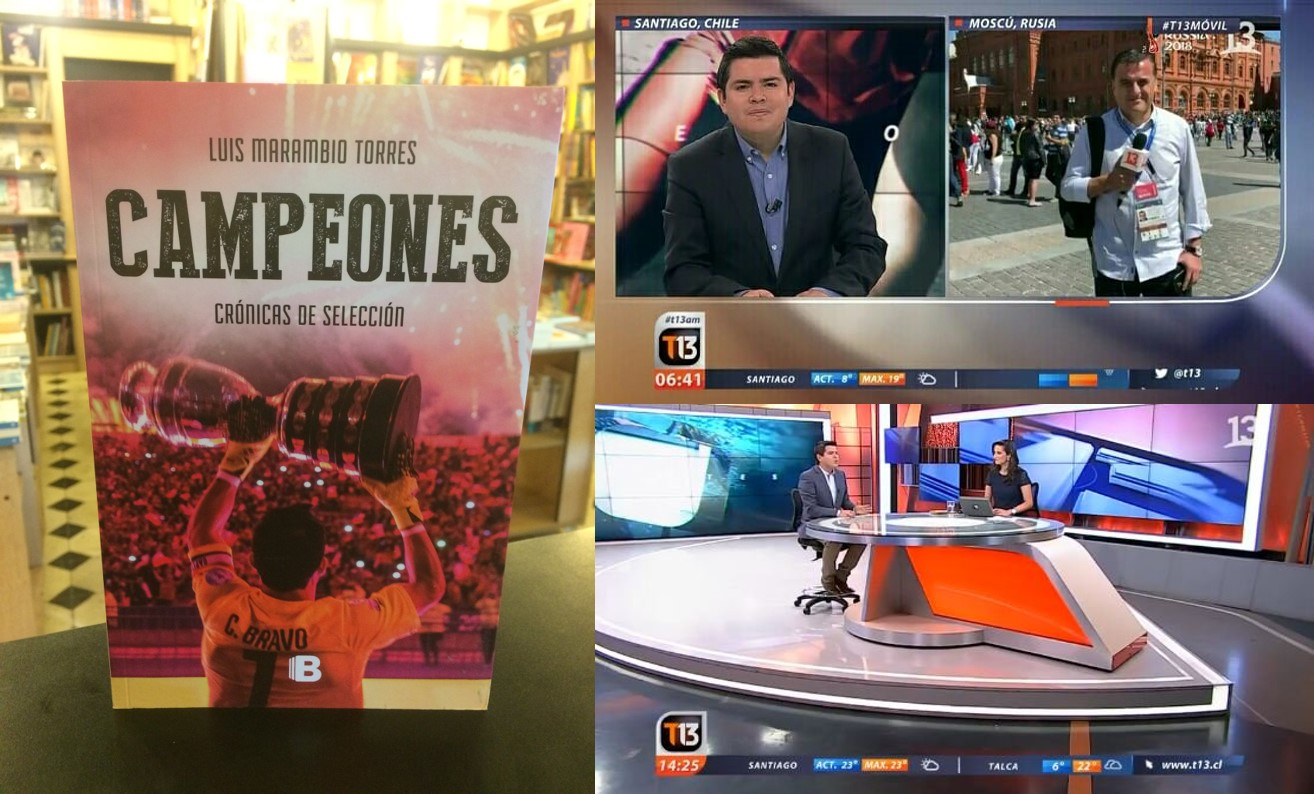 LUIS MARAMBIO TORRES
CAMPEONES
CRÓNICAS DE SELECCIÓN
C. BRAVO
1
B
SANTIAGO, CHILE
MOSCÚ, RUSIA
#T13MÓVIL
RUSSIA
2018
13
E
O
13
#t13am
T13
06:41
SANTIAGO ACT. 8° MAX. 19°
@t13
13
T E S
T13
14:25
SANTIAGO ACT. 23° MAX. 23° TALCA 6° 22° www.t13.cl